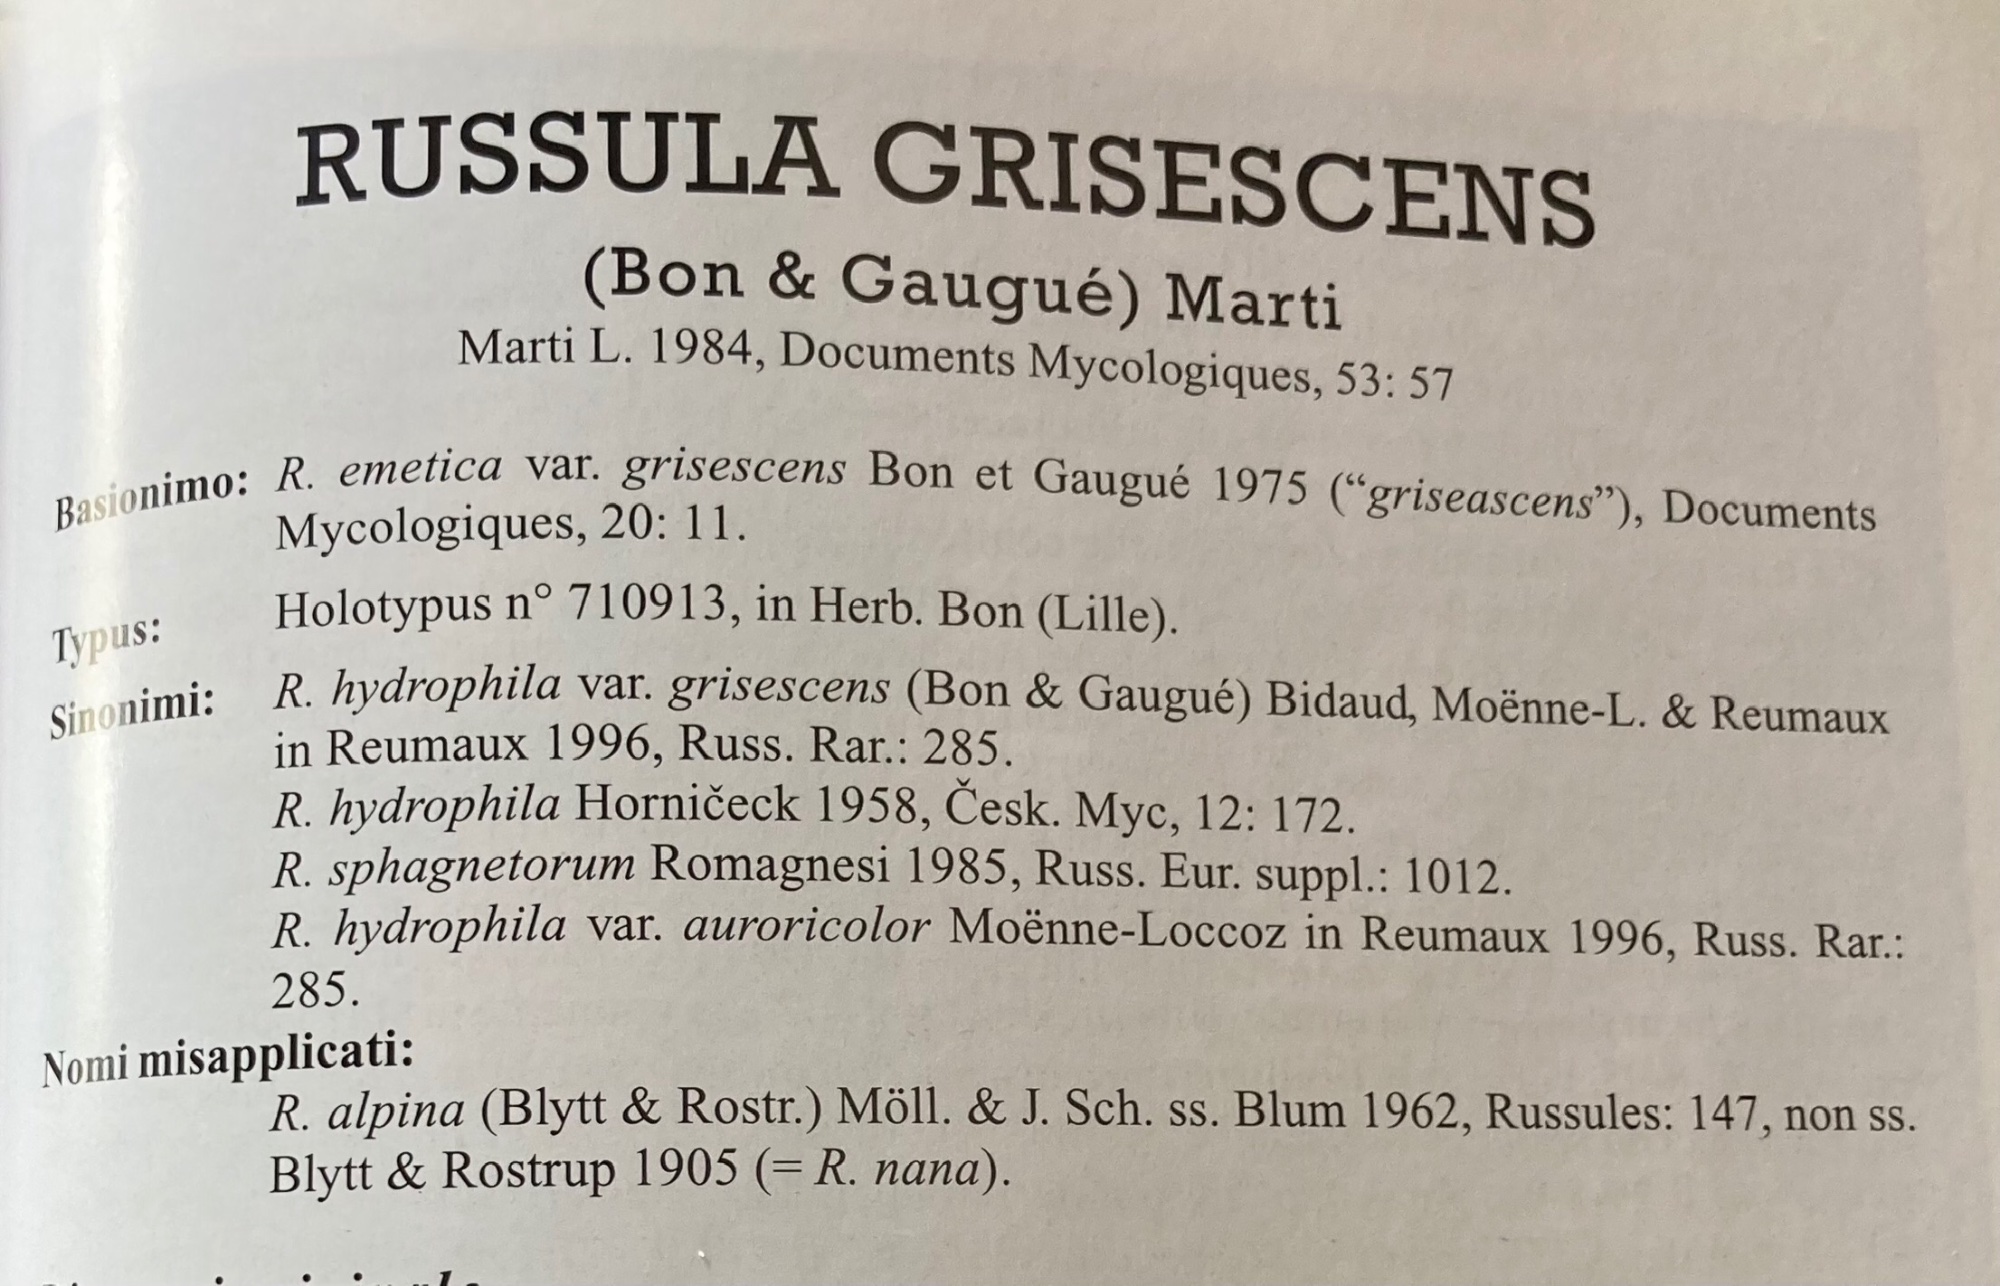 RUSSULA GRISESCENS
(Bon & Gaugué) Marti
Marti L. 1984, Documents Mycologiques, 53: 57
Basionimo: R. emetica var. grisescens Bon et Gaugué 1975 (“griseascens”), Documents
Mycologiques, 20: 11.
Typus: Holotypus n° 710913, in Herb. Bon (Lille).
Sinonimi: R. hydrophila var. grisescens (Bon & Gaugué) Bidaud, Moënne-L. & Reumaux
in Reumaux 1996, Russ. Rar.: 285.
R. hydrophila Horničeck 1958, Česk. Myc, 12: 172.
R. sphagnetorum Romagnesi 1985, Russ. Eur. suppl.: 1012.
R. hydrophila var. auroricolor Moënne-Loccoz in Reumaux 1996, Russ. Rar.:
285.
Nomi misapplicati:
R. alpina (Blytt & Rostr.) Möll. & J. Sch. ss. Blum 1962, Russules: 147, non ss.
Blytt & Rostrup 1905 (= R. nana).